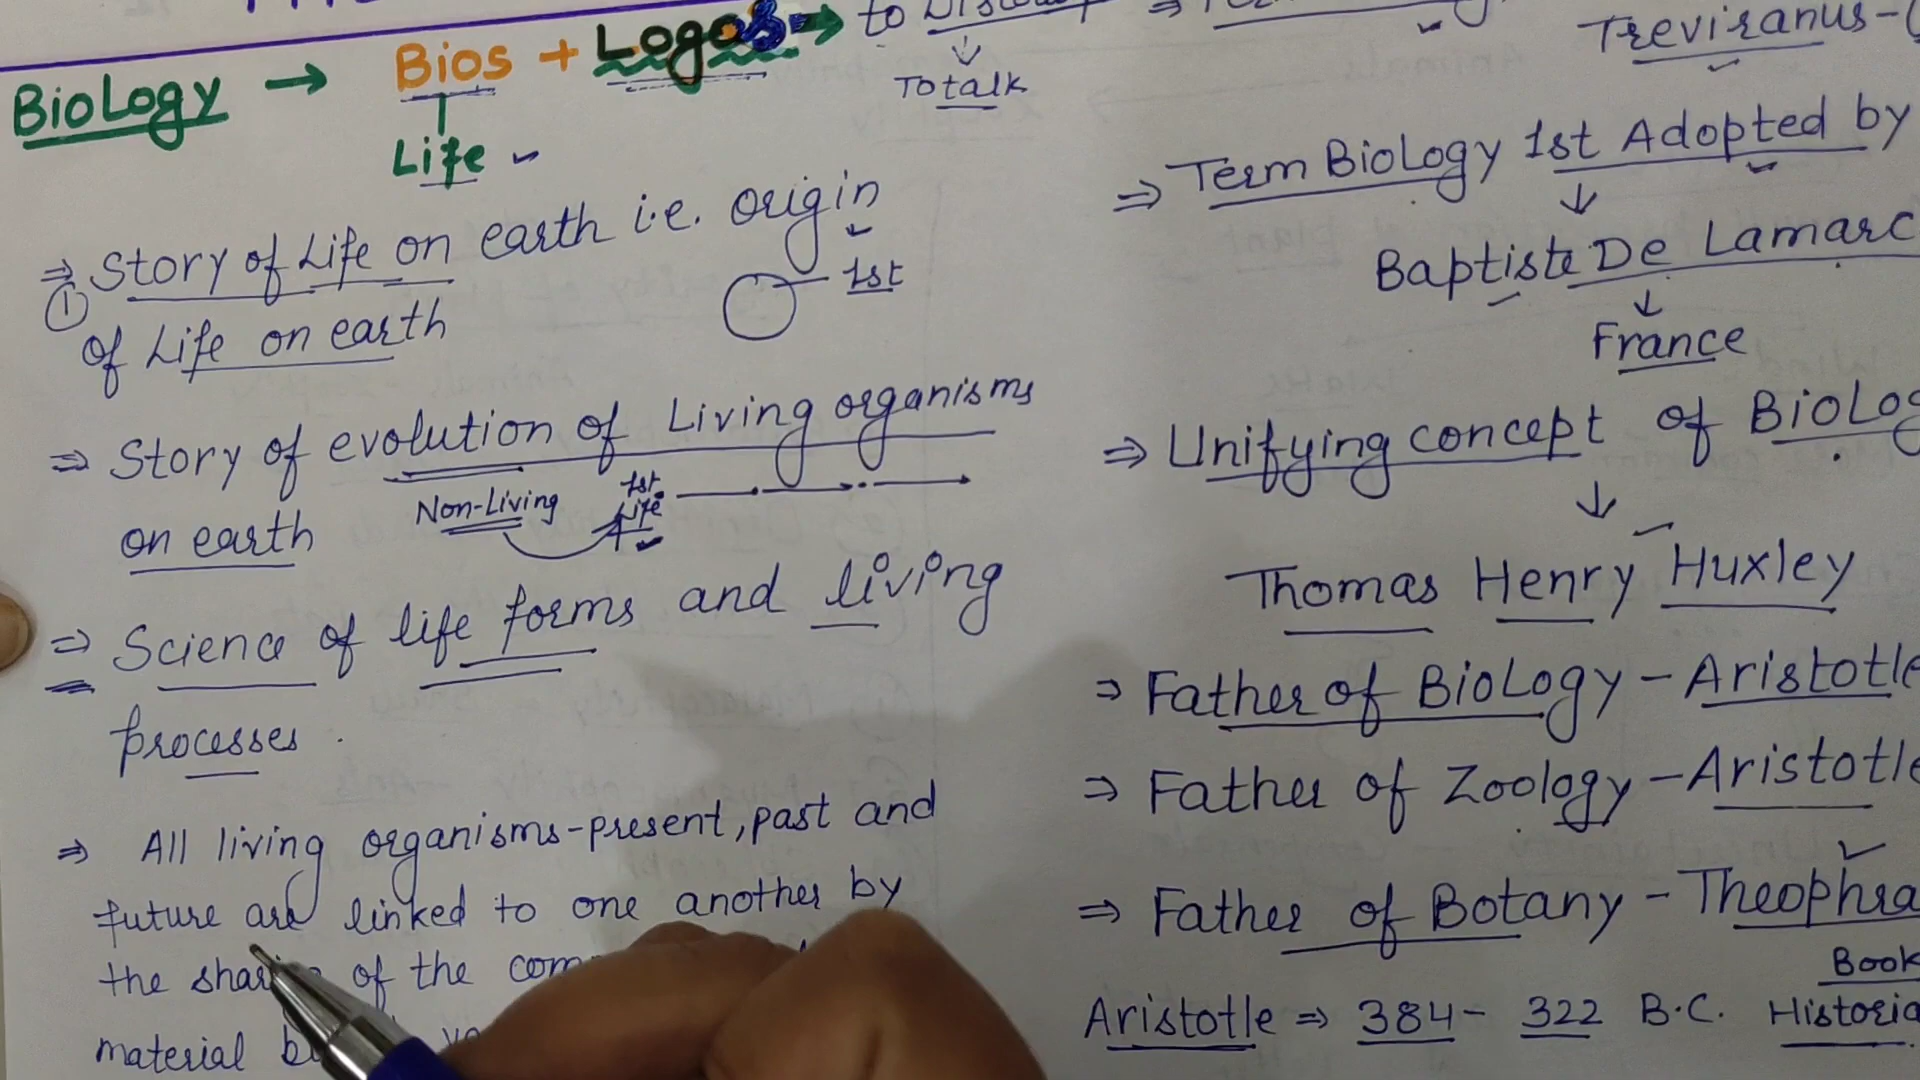 Biology → Bios + Logos → to
To talk
Life
⇒ Story of Life on earth i.e. origin
① 1st
of Life on earth
⇒ Story of evolution of Living organisms
Non-Living 1st Life
on earth
⇒ Science of life forms and living
processes.
⇒ All living organisms-present, past and
future are linked to one another by
the of the
material
Treviranus-
⇒ Term Biology 1st Adopted by
↓
Baptiste De Lamarc
↓
France
⇒ Unifying concept of Biolog
↓
Thomas Henry Huxley
⇒ Father of Biology - Aristotle
⇒ Father of Zoology - Aristotle
⇒ Father of Botany - Theophra
Book
Aristotle ⇒ 384 - 322 B.C. Historia